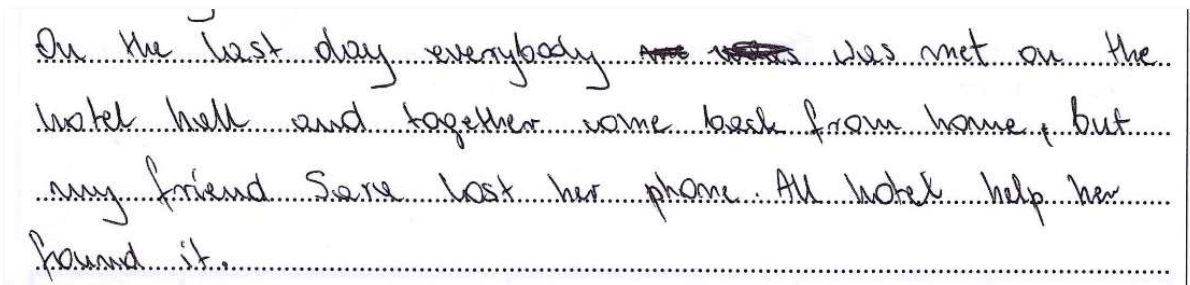 On the last day everybody was met on the
hotel hall and together come back from home, but
my friend Sara lost her phone. All hotel help her
found it.